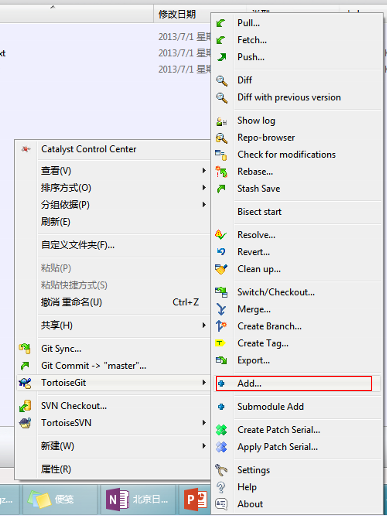 修改日期
2013/7/1 星
xt
2013/7/1 星
2013/7/1 星
Catalyst Control Center
查看(V)
排序方式(O)
分组依据(P)
刷新(E)
自定义文件夹(F)...
粘贴(P)
粘贴快捷方式(S)
撤消 重命名(U) Ctrl+Z
共享(H)
Git Sync...
Git Commit -> "master"...
TortoiseGit
SVN Checkout...
TortoiseSVN
新建(W)
属性(R)
Pull...
Fetch...
Push...
Diff
Diff with previous version
Show log
Repo-browser
Check for modifications
Rebase...
Stash Save
Bisect start
Resolve...
Revert...
Clean up...
Switch/Checkout...
Merge...
Create Branch...
Create Tag...
Export...
Add...
Submodule Add
Create Patch Serial...
Apply Patch Serial...
Settings
Help
About
gz...
便笺
北京日...